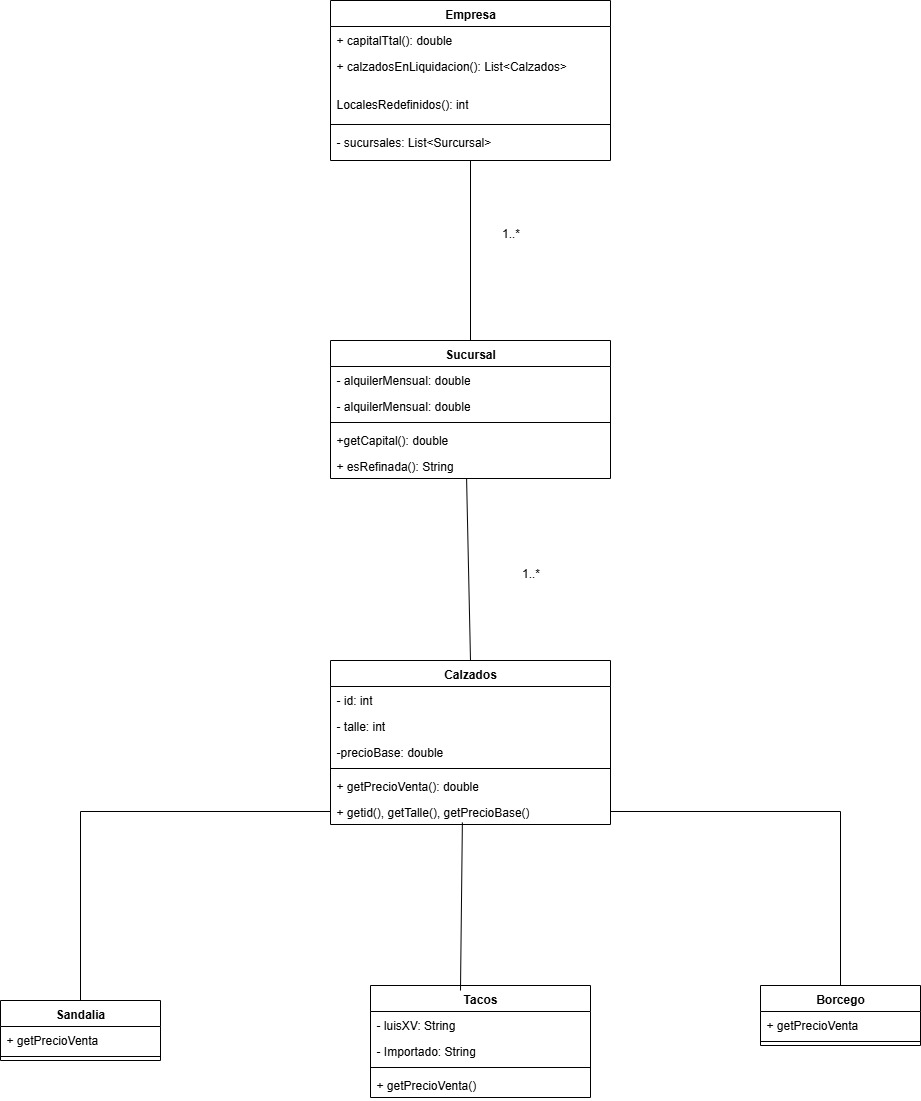 Empresa
+ capitalTtal(): double
+ calzadosEnLiquidacion(): List<Calzados>
LocalesRedefinidos(): int
- sucursales: List<Surcursal>
1..*
Sucursal
- alquilerMensual: double
- alquilerMensual: double
+getCapital(): double
+ esRefinada(): String
1..*
Calzados
- id: int
- talle: int
-precioBase: double
+ getPrecioVenta(): double
+ getid(), getTalle(), getPrecioBase()
Sandalia
+ getPrecioVenta
Tacos
- luisXV: String
- Importado: String
+ getPrecioVenta()
Borcego
+ getPrecioVenta